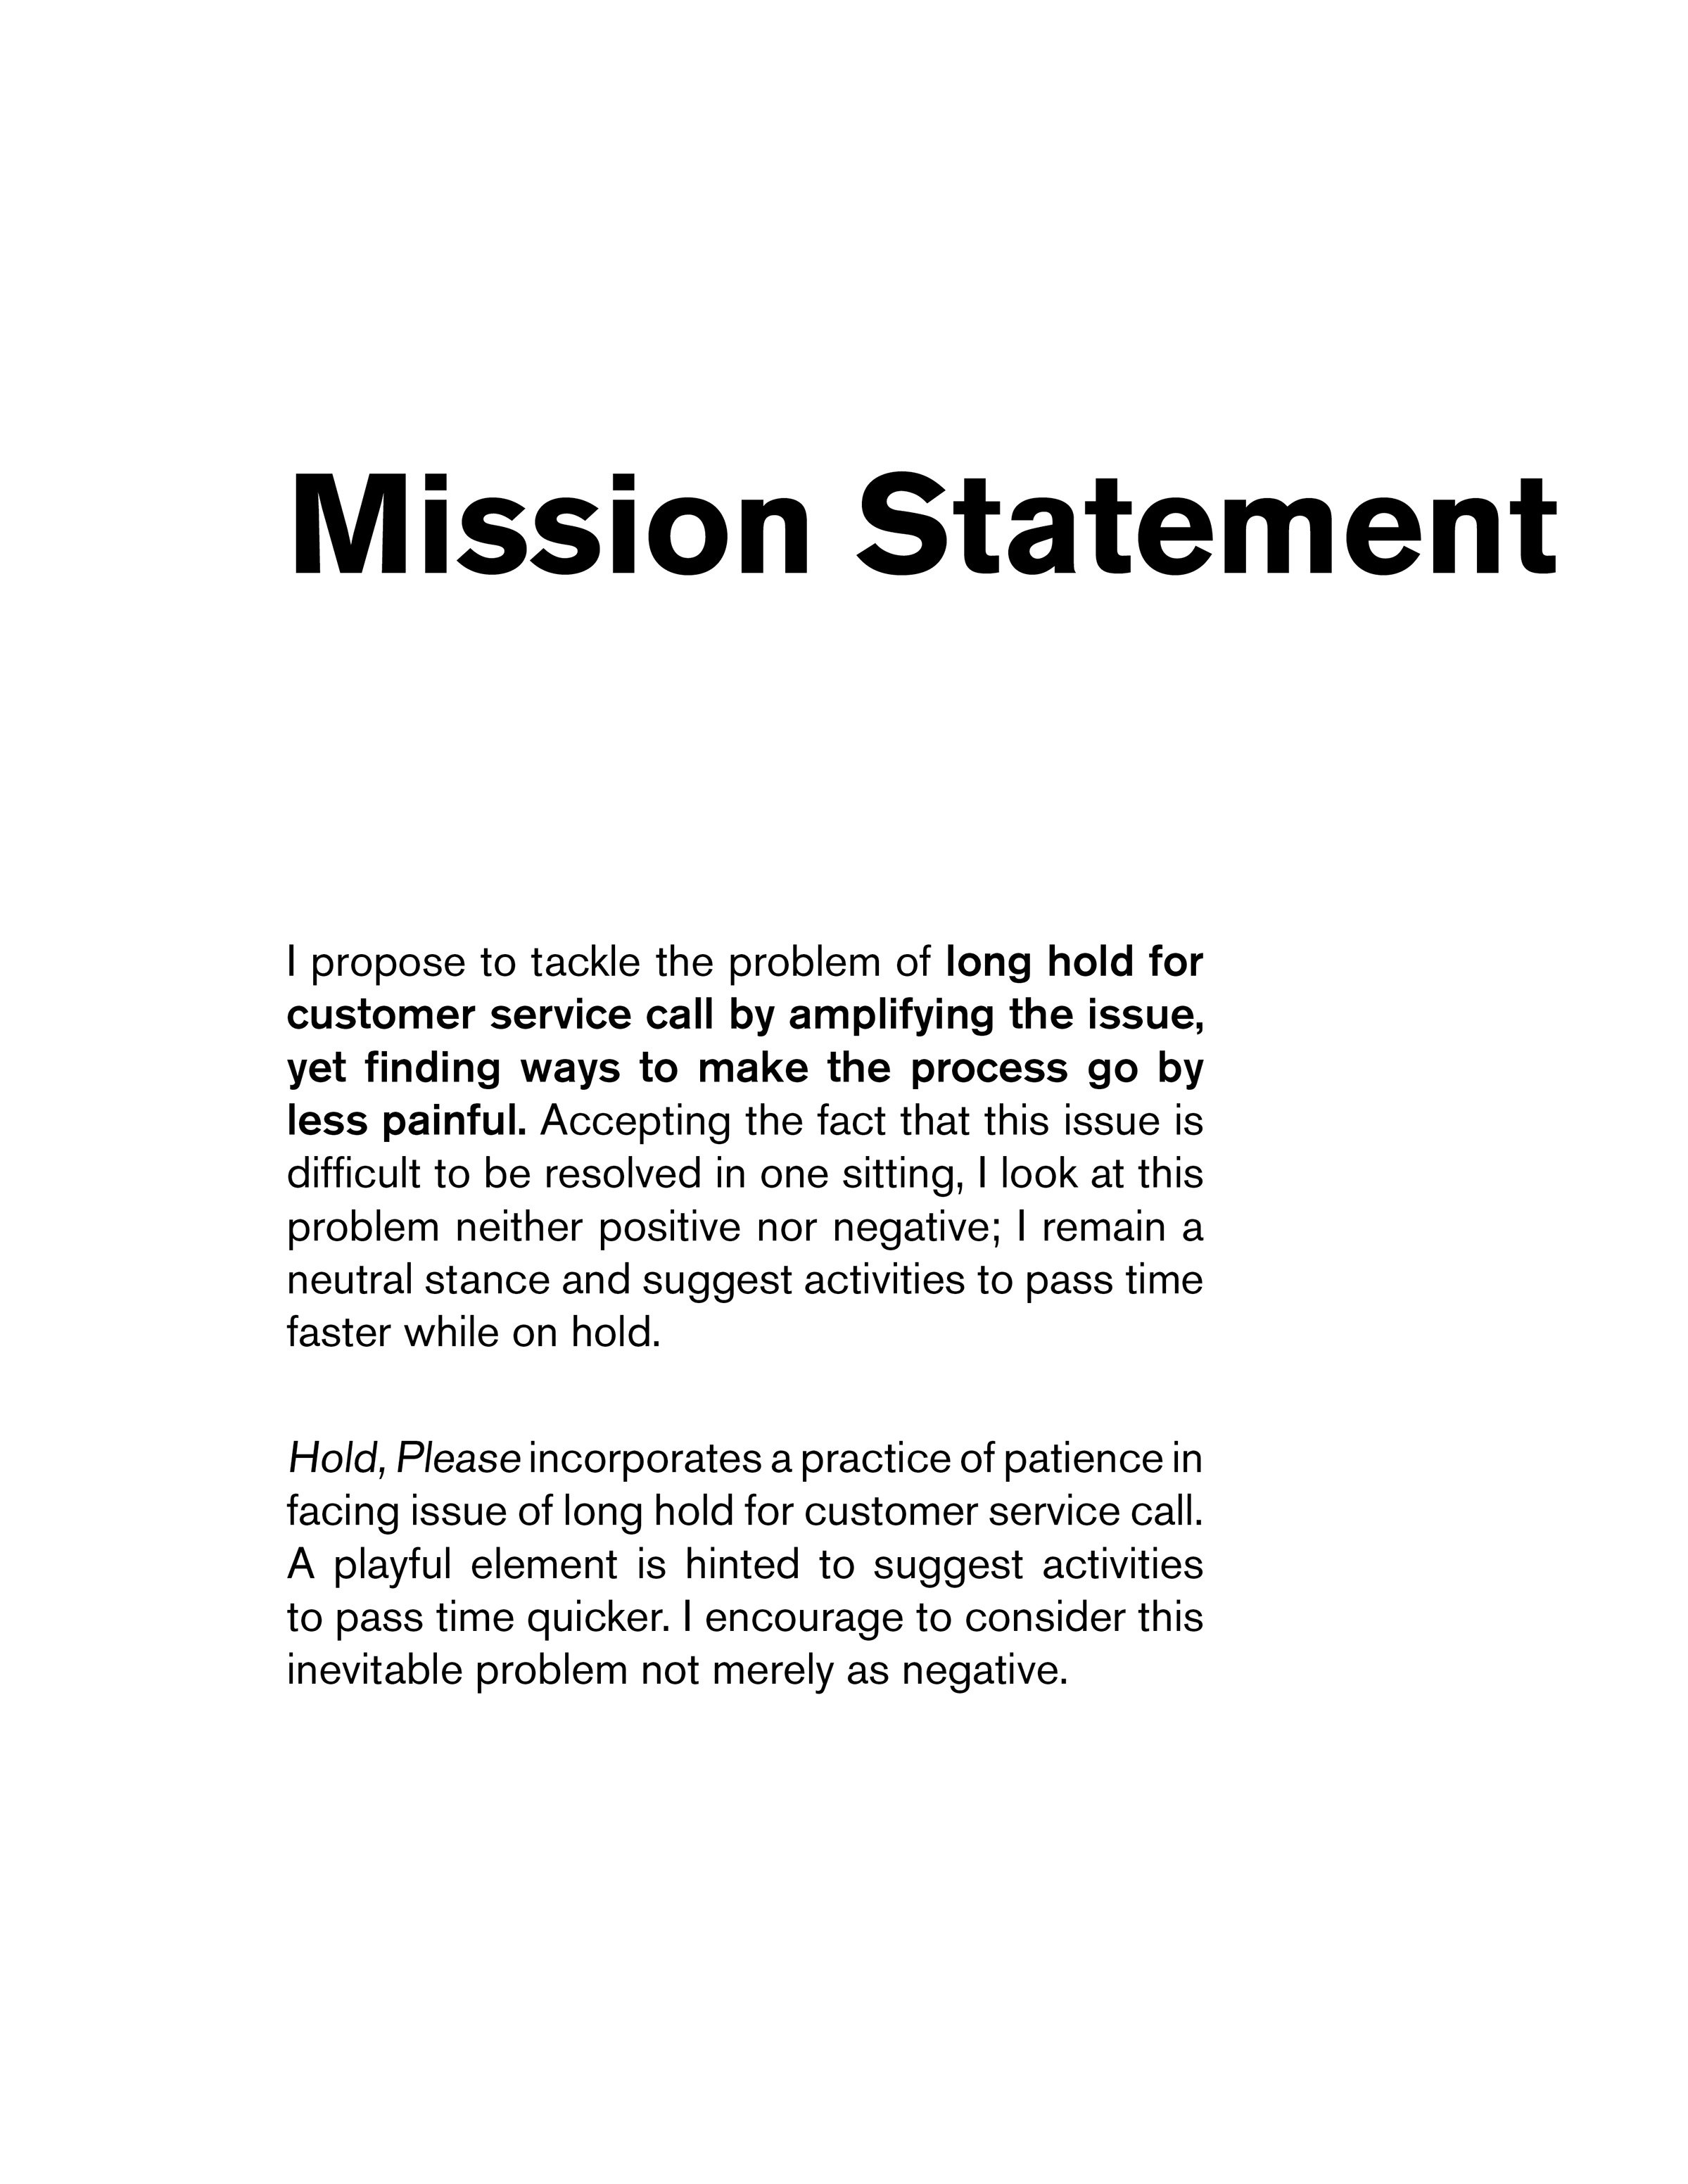 Mission Statement
I propose to tackle the problem of long hold for
customer service call by amplifying the issue,
yet finding ways to make the process go by
less painful. Accepting the fact that this issue is
difficult to be resolved in one sitting, I look at this
problem neither positive nor negative; I remain a
neutral stance and suggest activities to pass time
faster while on hold.
Hold, Please incorporates a practice of patience in
facing issue of long hold for customer service call.
A playful element is hinted to suggest activities
to pass time quicker. I encourage to consider this
inevitable problem not merely as negative.